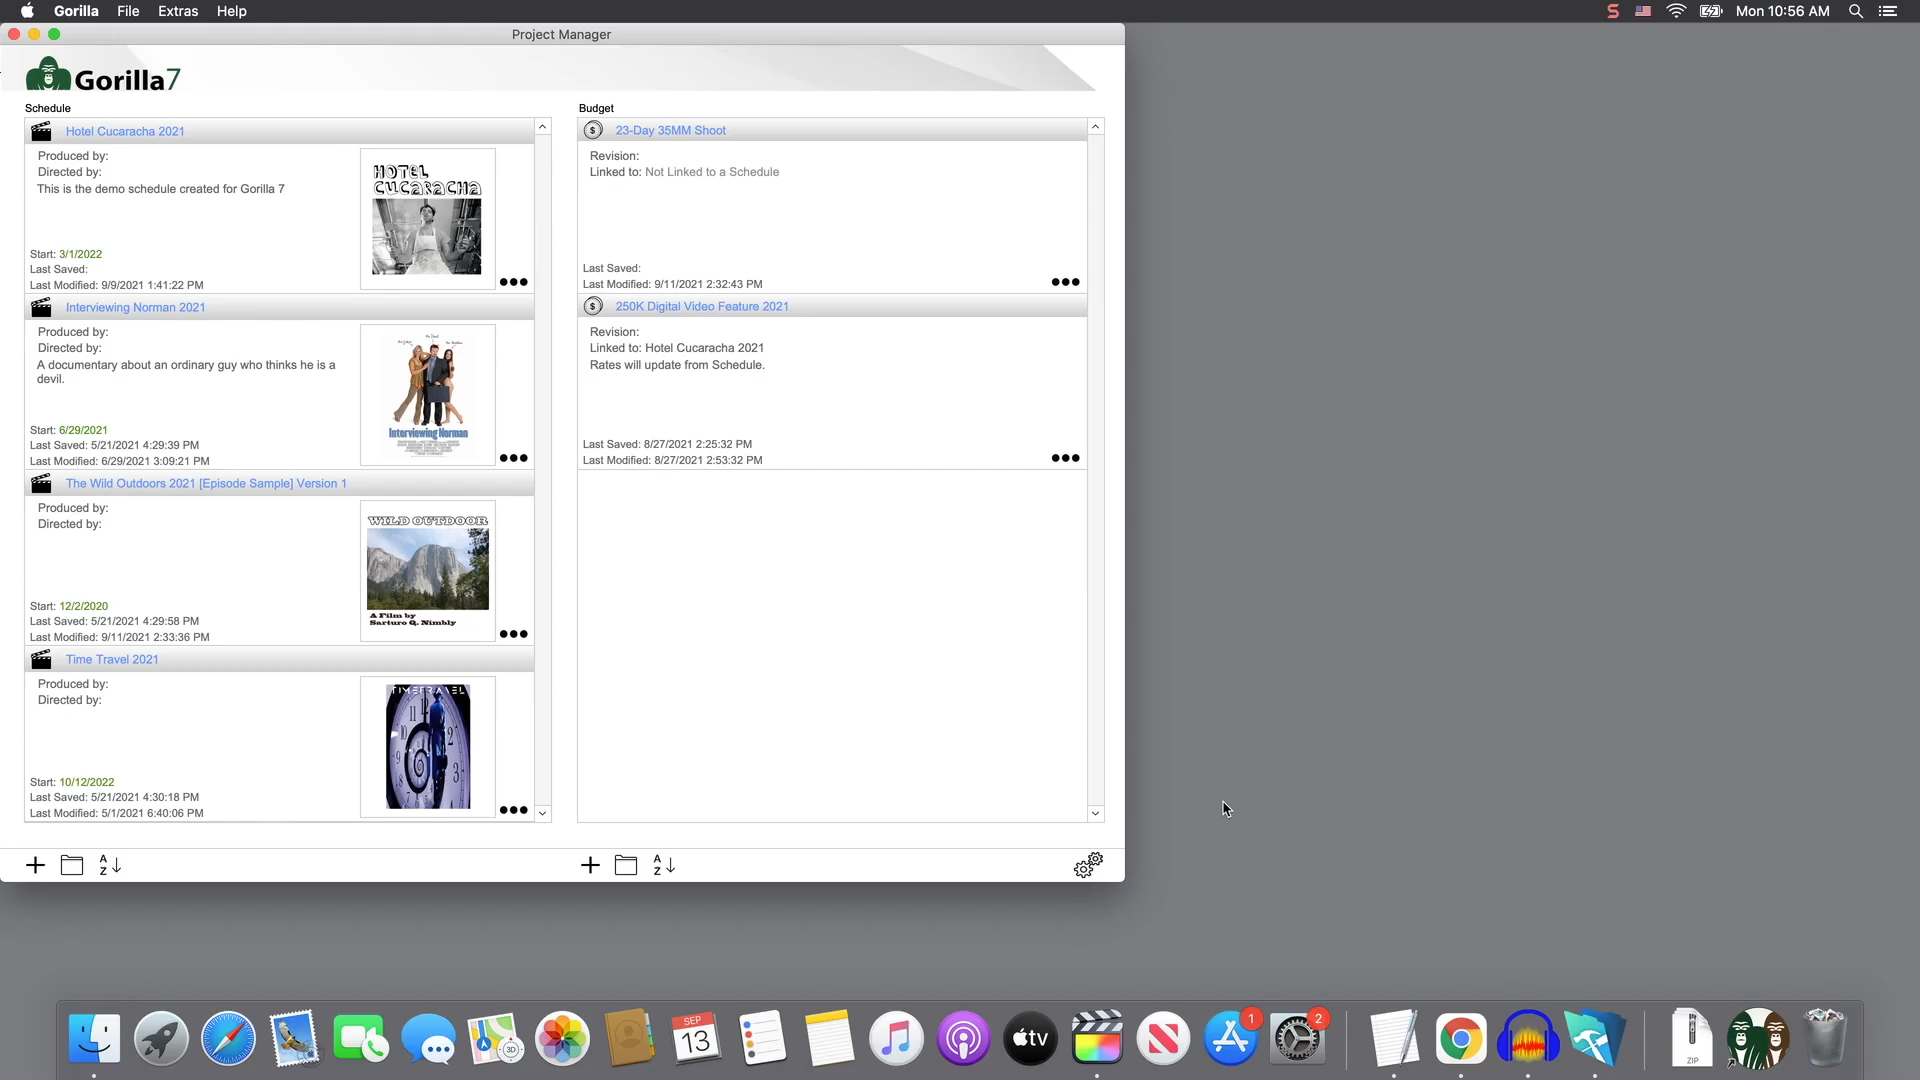 Gorilla File Extras Help
Mon 10:56 AM
Project Manager
Gorilla7
Schedule
Hotel Cucaracha 2021
Produced by:
Directed by:
This is the demo schedule created for Gorilla 7
HOTEL
CUCARACHA
Start: 3/1/2022
Last Saved:
Last Modified: 9/9/2021 1:41:22 PM
Interviewing Norman 2021
Produced by:
Directed by:
A documentary about an ordinary guy who thinks he is a
devil.
Interviewing Norman
Start: 6/29/2021
Last Saved: 5/21/2021 4:29:39 PM
Last Modified: 6/29/2021 3:09:21 PM
The Wild Outdoors 2021 [Episode Sample] Version 1
Produced by:
Directed by:
WILD OUTDOOR
A Film by
Sarturo Q. Nimbly
Start: 12/2/2020
Last Saved: 5/21/2021 4:29:58 PM
Last Modified: 9/11/2021 2:33:36 PM
Time Travel 2021
Produced by:
Directed by:
TIMETRAVEL
Start: 10/12/2022
Last Saved: 5/21/2021 4:30:18 PM
Last Modified: 5/1/2021 6:40:06 PM
Budget
23-Day 35MM Shoot
Revision:
Linked to: Not Linked to a Schedule
Last Saved:
Last Modified: 9/11/2021 2:32:43 PM
250K Digital Video Feature 2021
Revision:
Linked to: Hotel Cucaracha 2021
Rates will update from Schedule.
Last Saved: 8/27/2021 2:25:32 PM
Last Modified: 8/27/2021 2:53:32 PM
A
Z
A
Z
SEP
13
3D
tv
1
2
ZIP